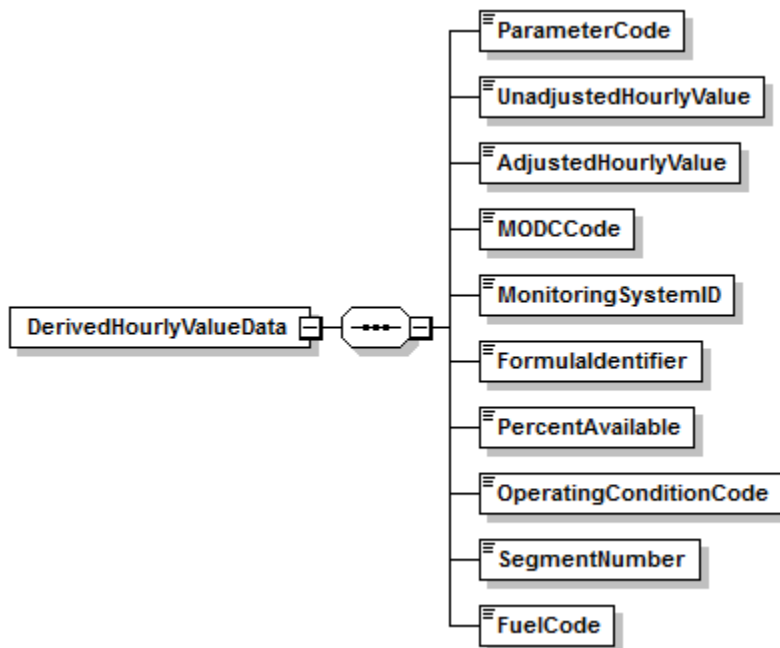 ParameterCode
UnadjustedHourlyValue
AdjustedHourlyValue
MODCCode
MonitoringSystemID
DerivedHourlyValueData
FormulaIdentifier
PercentAvailable
OperatingConditionCode
SegmentNumber
FuelCode